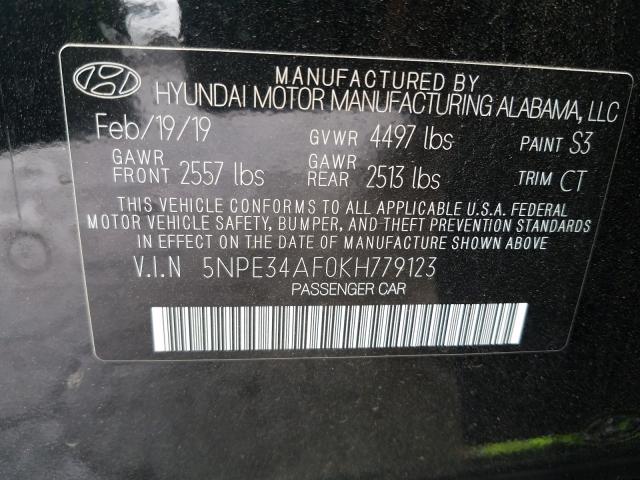 MANUFACTURED BY
HYUNDAI MOTOR MANUFACTURING ALABAMA, LLC
Feb/19/19 GVWR 4497 lbs PAINT S3
GAWR FRONT 2557 lbs GAWR REAR 2513 lbs TRIM CT
THIS VEHICLE CONFORMS TO ALL APPLICABLE U.S.A. FEDERAL
MOTOR VEHICLE SAFETY, BUMPER, AND THEFT PREVENTION STANDARDS
IN EFFECT ON THE DATE OF MANUFACTURE SHOWN ABOVE.
V.I.N 5NPE34AF0KH779123
PASSENGER CAR